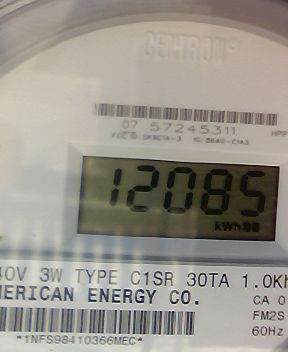 CENTRON®
07 57245311
12085
kWh
40V 3W TYPE C1SR 30TA 1.0Kh
MERICAN ENERGY CO.
CA 0
FM2S
60Hz
*1NFS98410366MEC*